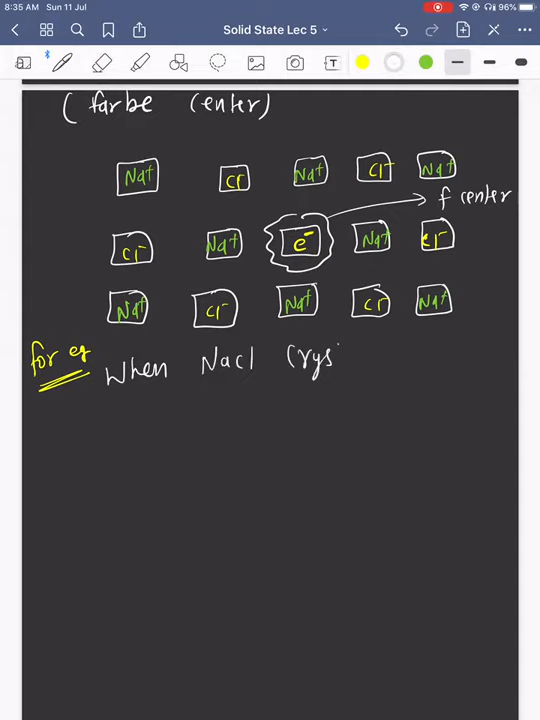 8:35 AM Sun 11 Jul 96%
Solid State Lec 5
T
( farbe Center)
Na+ Cl Na+ Cl+ Na+
f center
Cl- Na+ e- Na+ Cl-
Na+ Cl- Na+ Cl- Na+
for eg When Nacl Crys